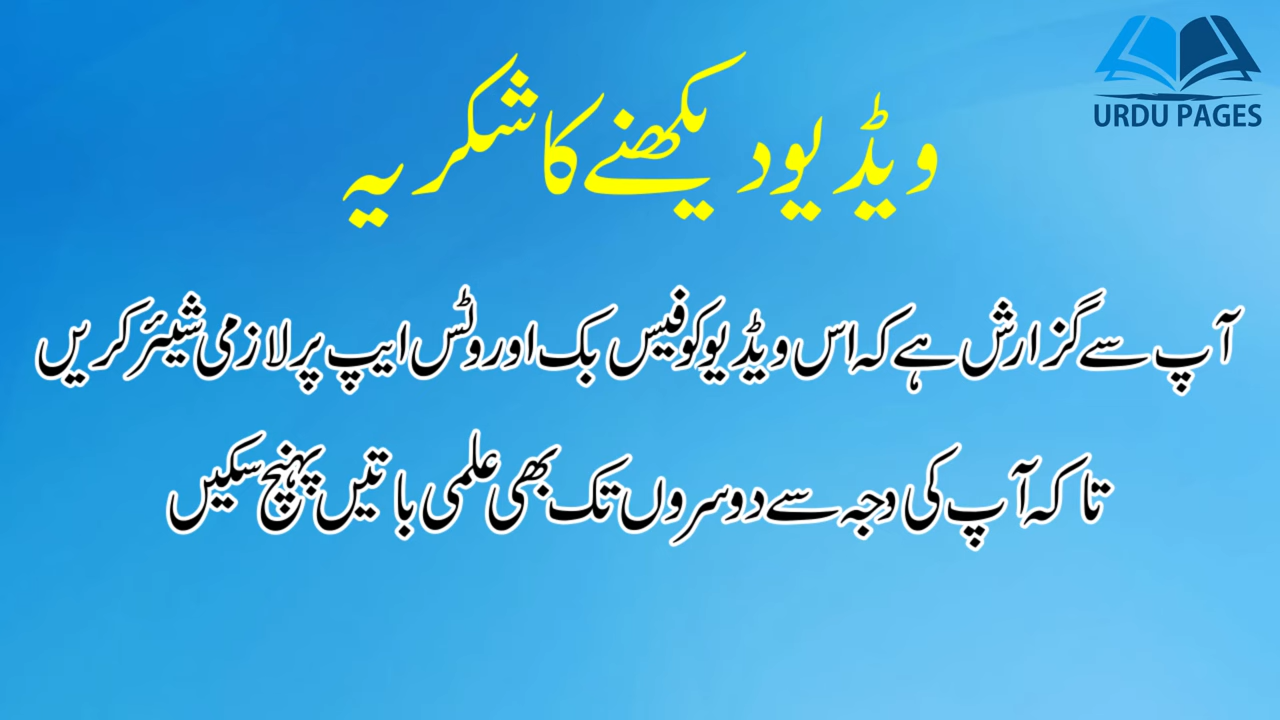 URDU PAGES
ویڈیو دیکھنے کا شکریہ
آپ سے گزارش ہے کہ اس ویڈیو کو فیس بک اور وٹس ایپ پر لازمی شیئر کریں
تاکہ آپ کی وجہ سے دوسروں تک بھی علمی باتیں پہنچ سکیں